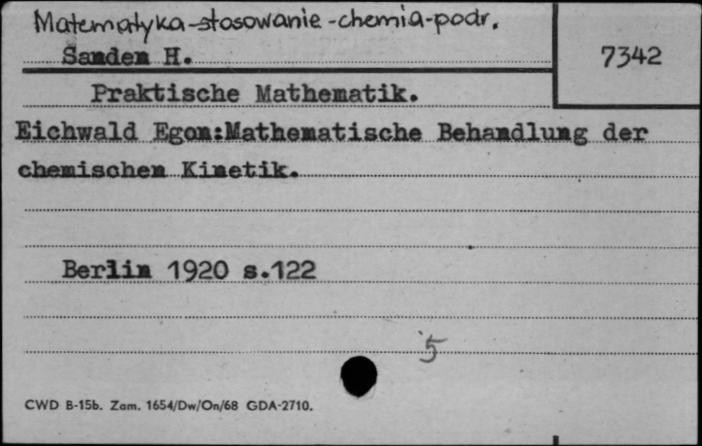 Matematyka-stosowanie-chemia-podr.
Sanden H.
7342
Praktische Mathematik.
Eichwald Egon:Mathematische Behandlung der
chemischen Kinetik.
Berlin 1920 s.122
5
CWD B-15b. Zam. 1654/Dw/On/68 GDA-2710.